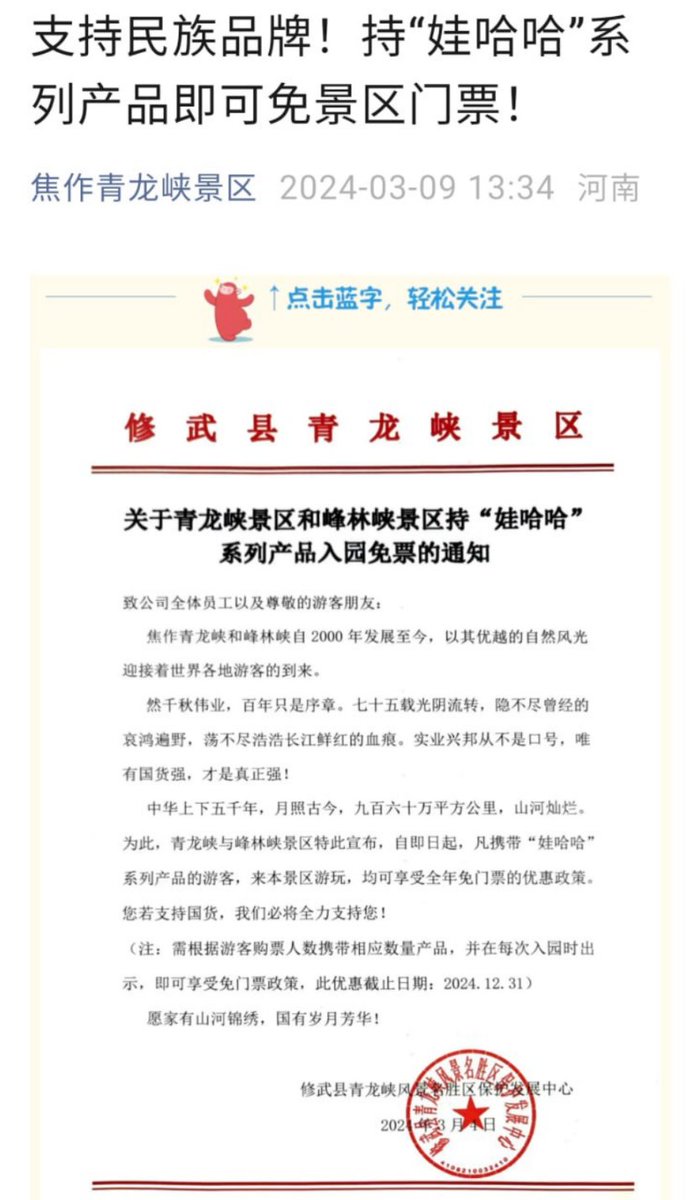 支持民族品牌！持“娃哈哈”系
列产品即可免景区门票！
焦作青龙峡景区 2024-03-09 13:34 河南
↑点击蓝字，轻松关注
修武县青龙峡景区
关于青龙峡景区和峰林峡景区持“娃哈哈”
系列产品入园免票的通知
致公司全体员工以及尊敬的游客朋友：
焦作青龙峡和峰林峡自 2000 年发展至今，以其优越的自然风光
迎接着世界各地游客的到来。
然千秋伟业，百年只是序章。七十五载光阴流转，隐不尽曾经的
哀鸿遍野，荡不尽浩浩长江鲜红的血痕。实业兴邦从不是口号，唯
有国货强，才是真正强！
中华上下五千年，月照古今，九百六十万平方公里，山河灿烂。
为此，青龙峡与峰林峡景区特此宣布，自即日起，凡携带“娃哈哈”
系列产品的游客，来本景区游玩，均可享受全年免门票的优惠政策。
您若支持国货，我们必将全力支持您！
（注：需根据游客购票人数携带相应数量产品，并在每次入园时出
示，即可享受免门票政策，此优惠截止日期：2024.12.31）
愿家有山河锦绣，国有岁月芳华！
修武县青龙峡风景名胜区保护发展中心
2024 年 3 月 4 日
修武县青龙峡风景名胜区保护发展中心